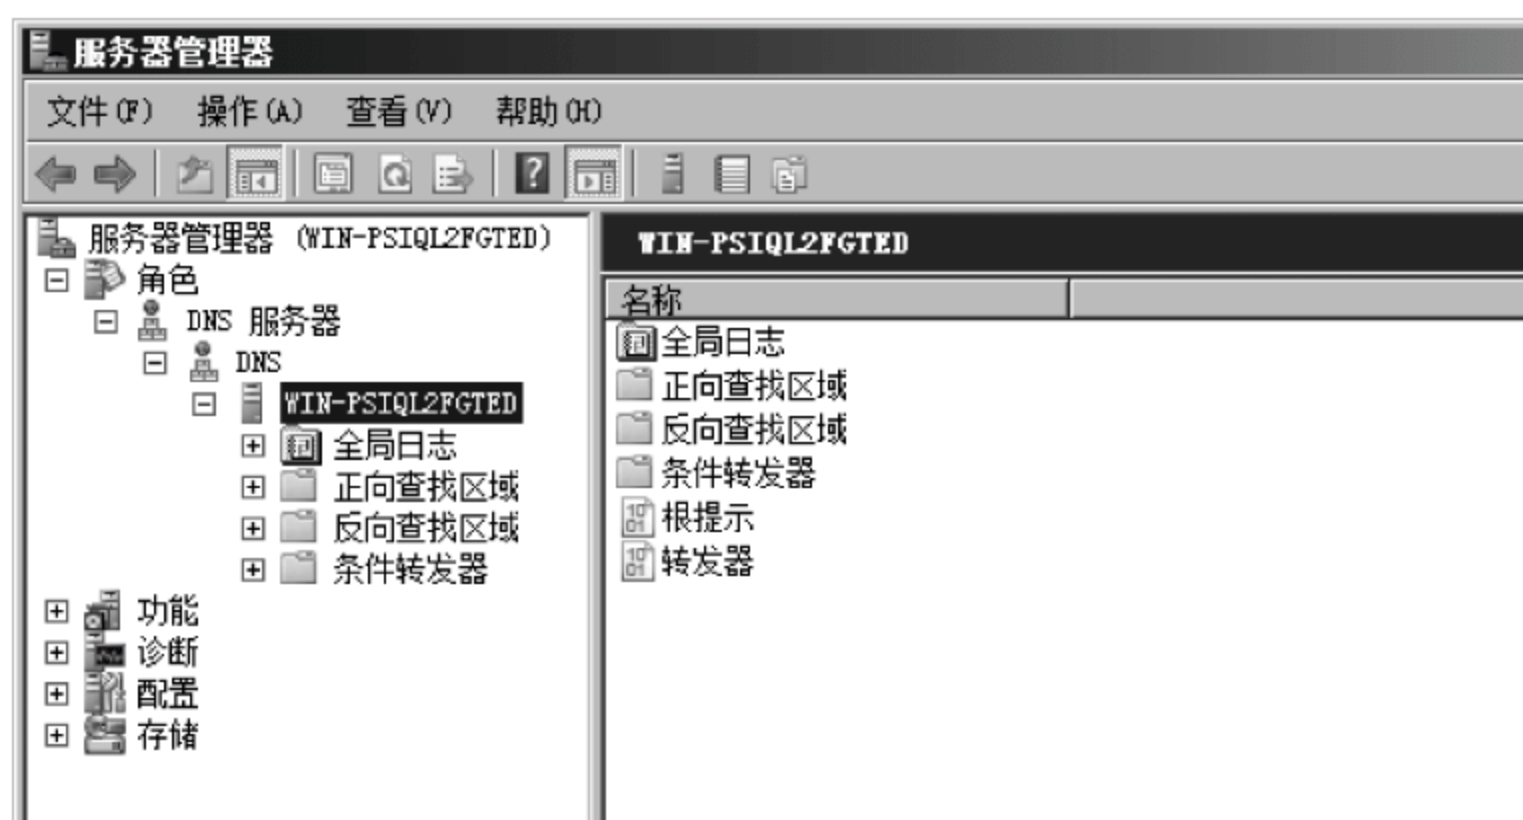 服务器管理器
文件(F) 操作(A) 查看(V) 帮助(H)
服务器管理器 (WIN-PSIQL2FGTED)
角色
DNS 服务器
DNS
WIN-PSIQL2FGTED
全局日志
正向查找区域
反向查找区域
条件转发器
功能
诊断
配置
存储
WIN-PSIQL2FGTED
名称
全局日志
正向查找区域
反向查找区域
条件转发器
根提示
转发器